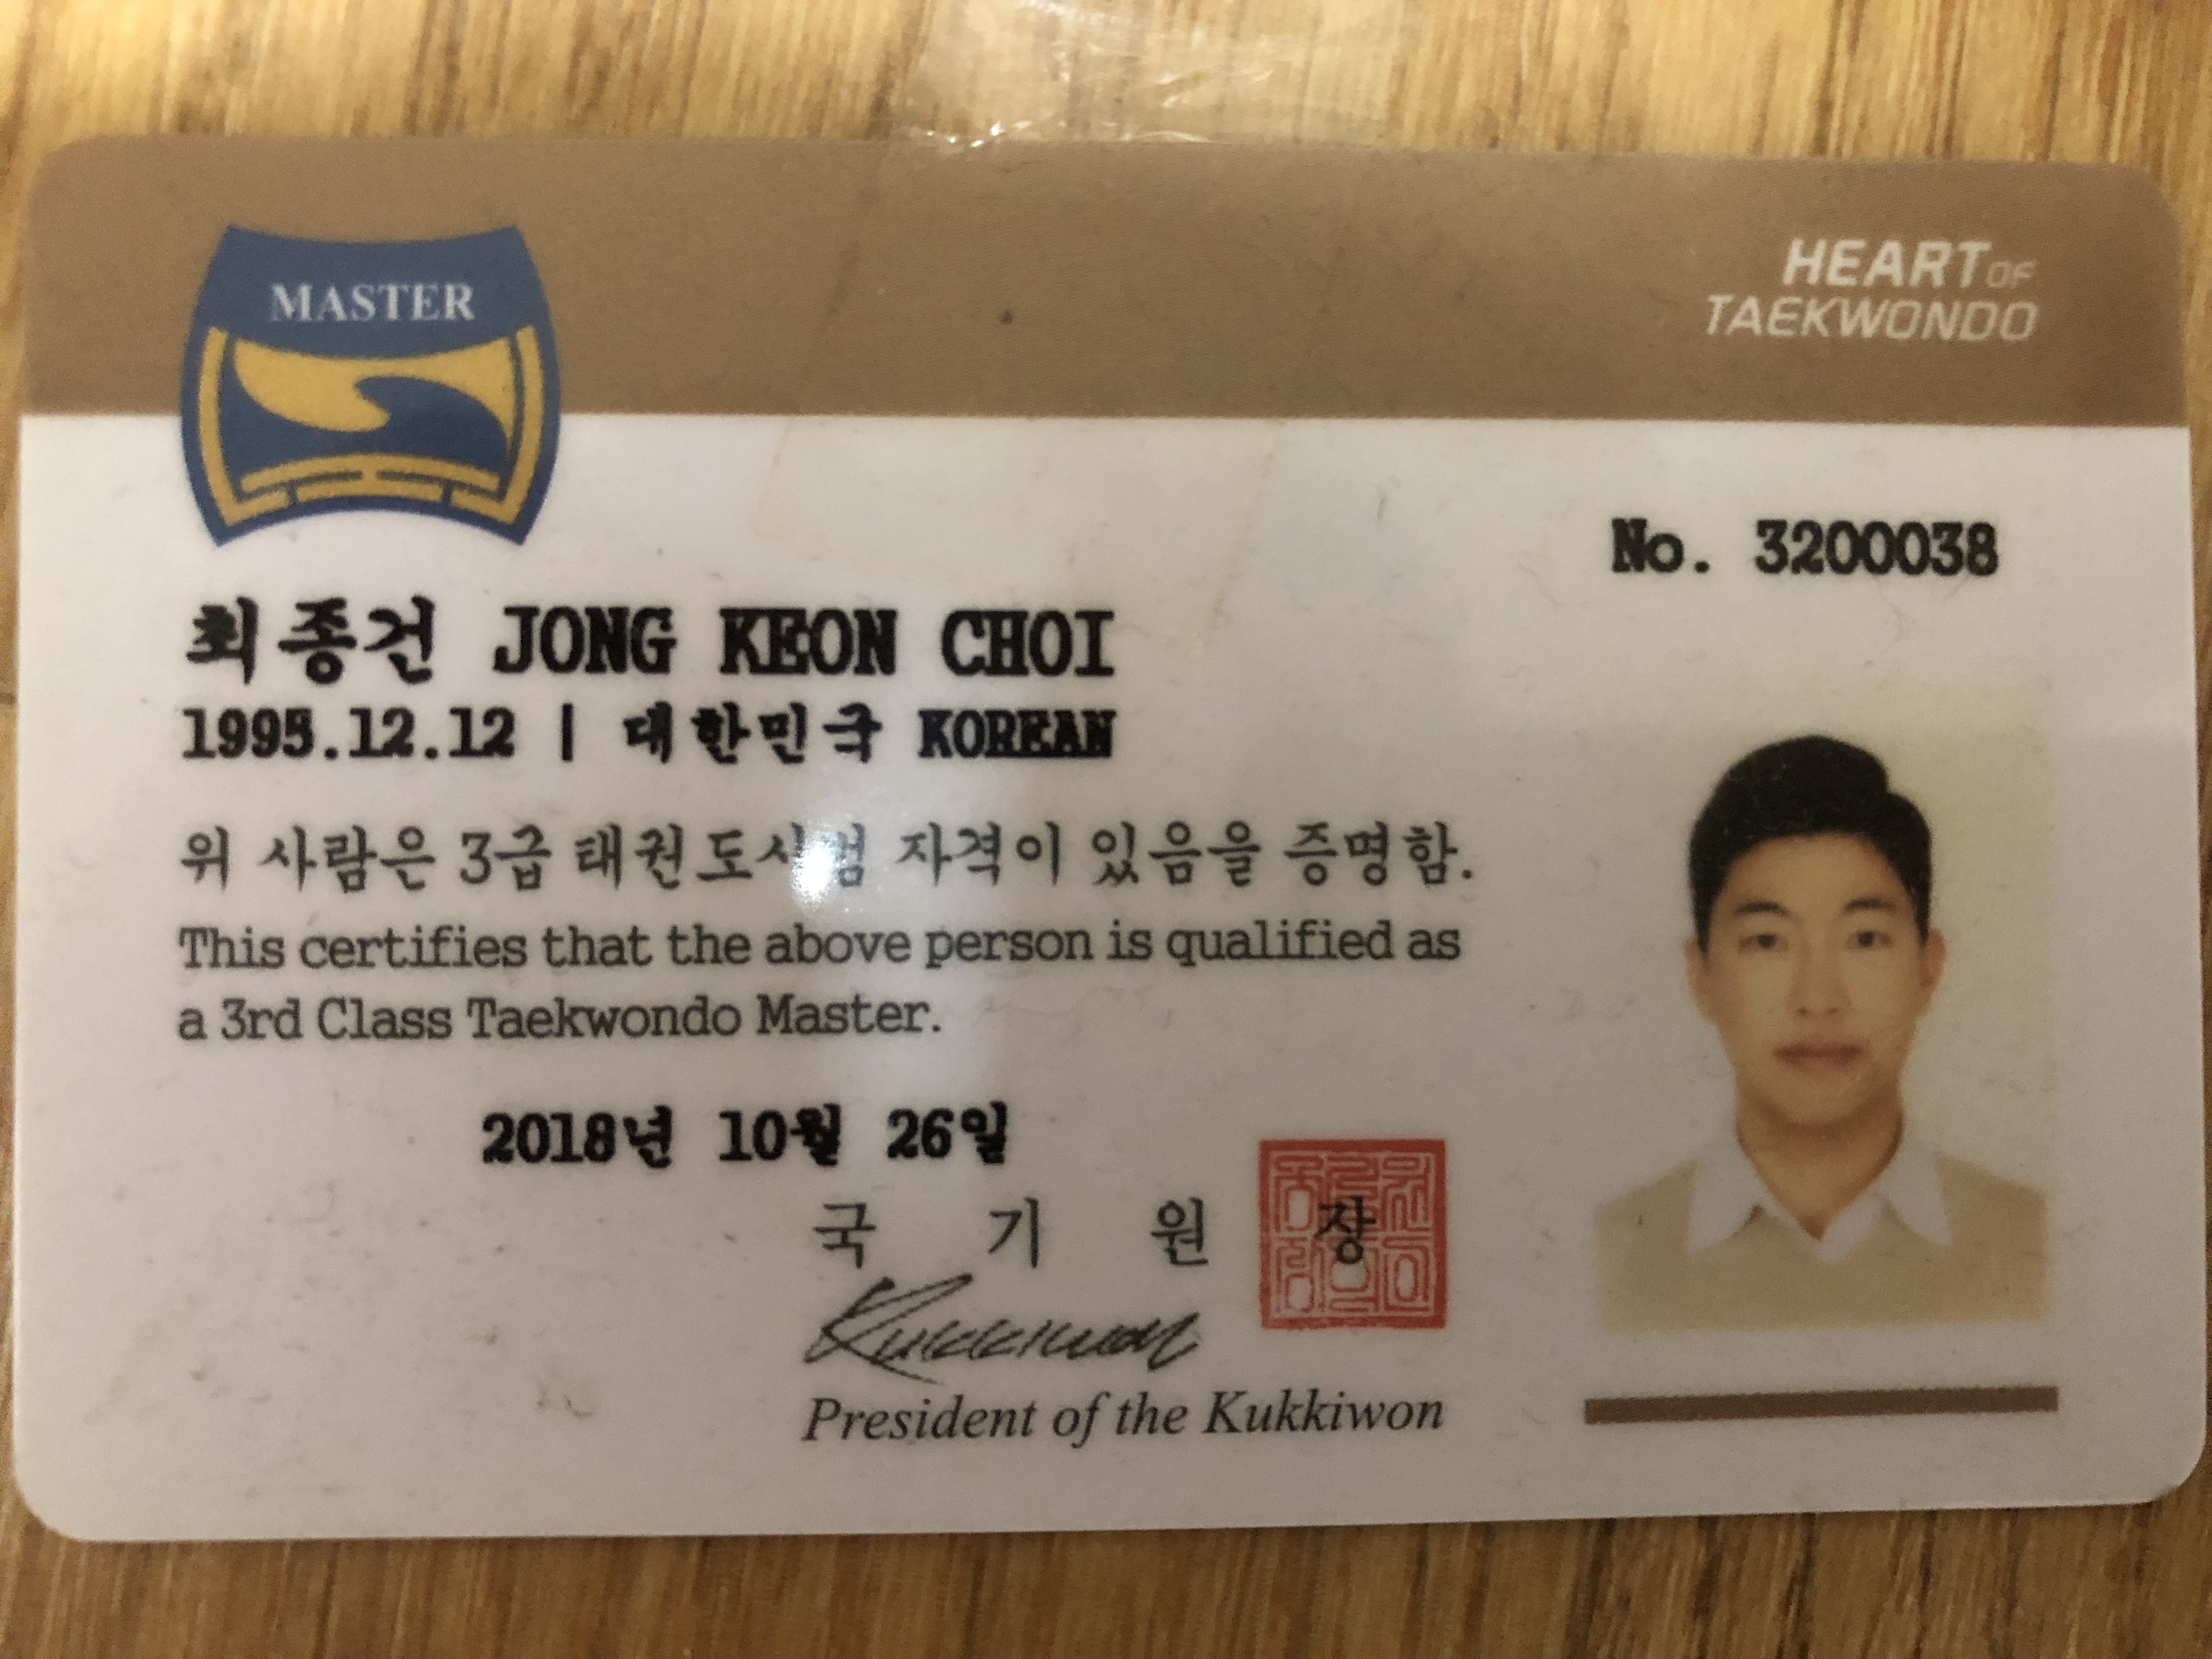 MASTER
HEART OF
TAEKWONDO
No. 3200038
최종건 JONG KEON CHOI
1995.12.12 | 대한민국 KOREAN
위 사람은 3급 태권도사범 자격이 있음을 증명함.
This certifies that the above person is qualified as
a 3rd Class Taekwondo Master.
2018년 10월 26일
국 기 원 장
Kukkiwon
President of the Kukkiwon